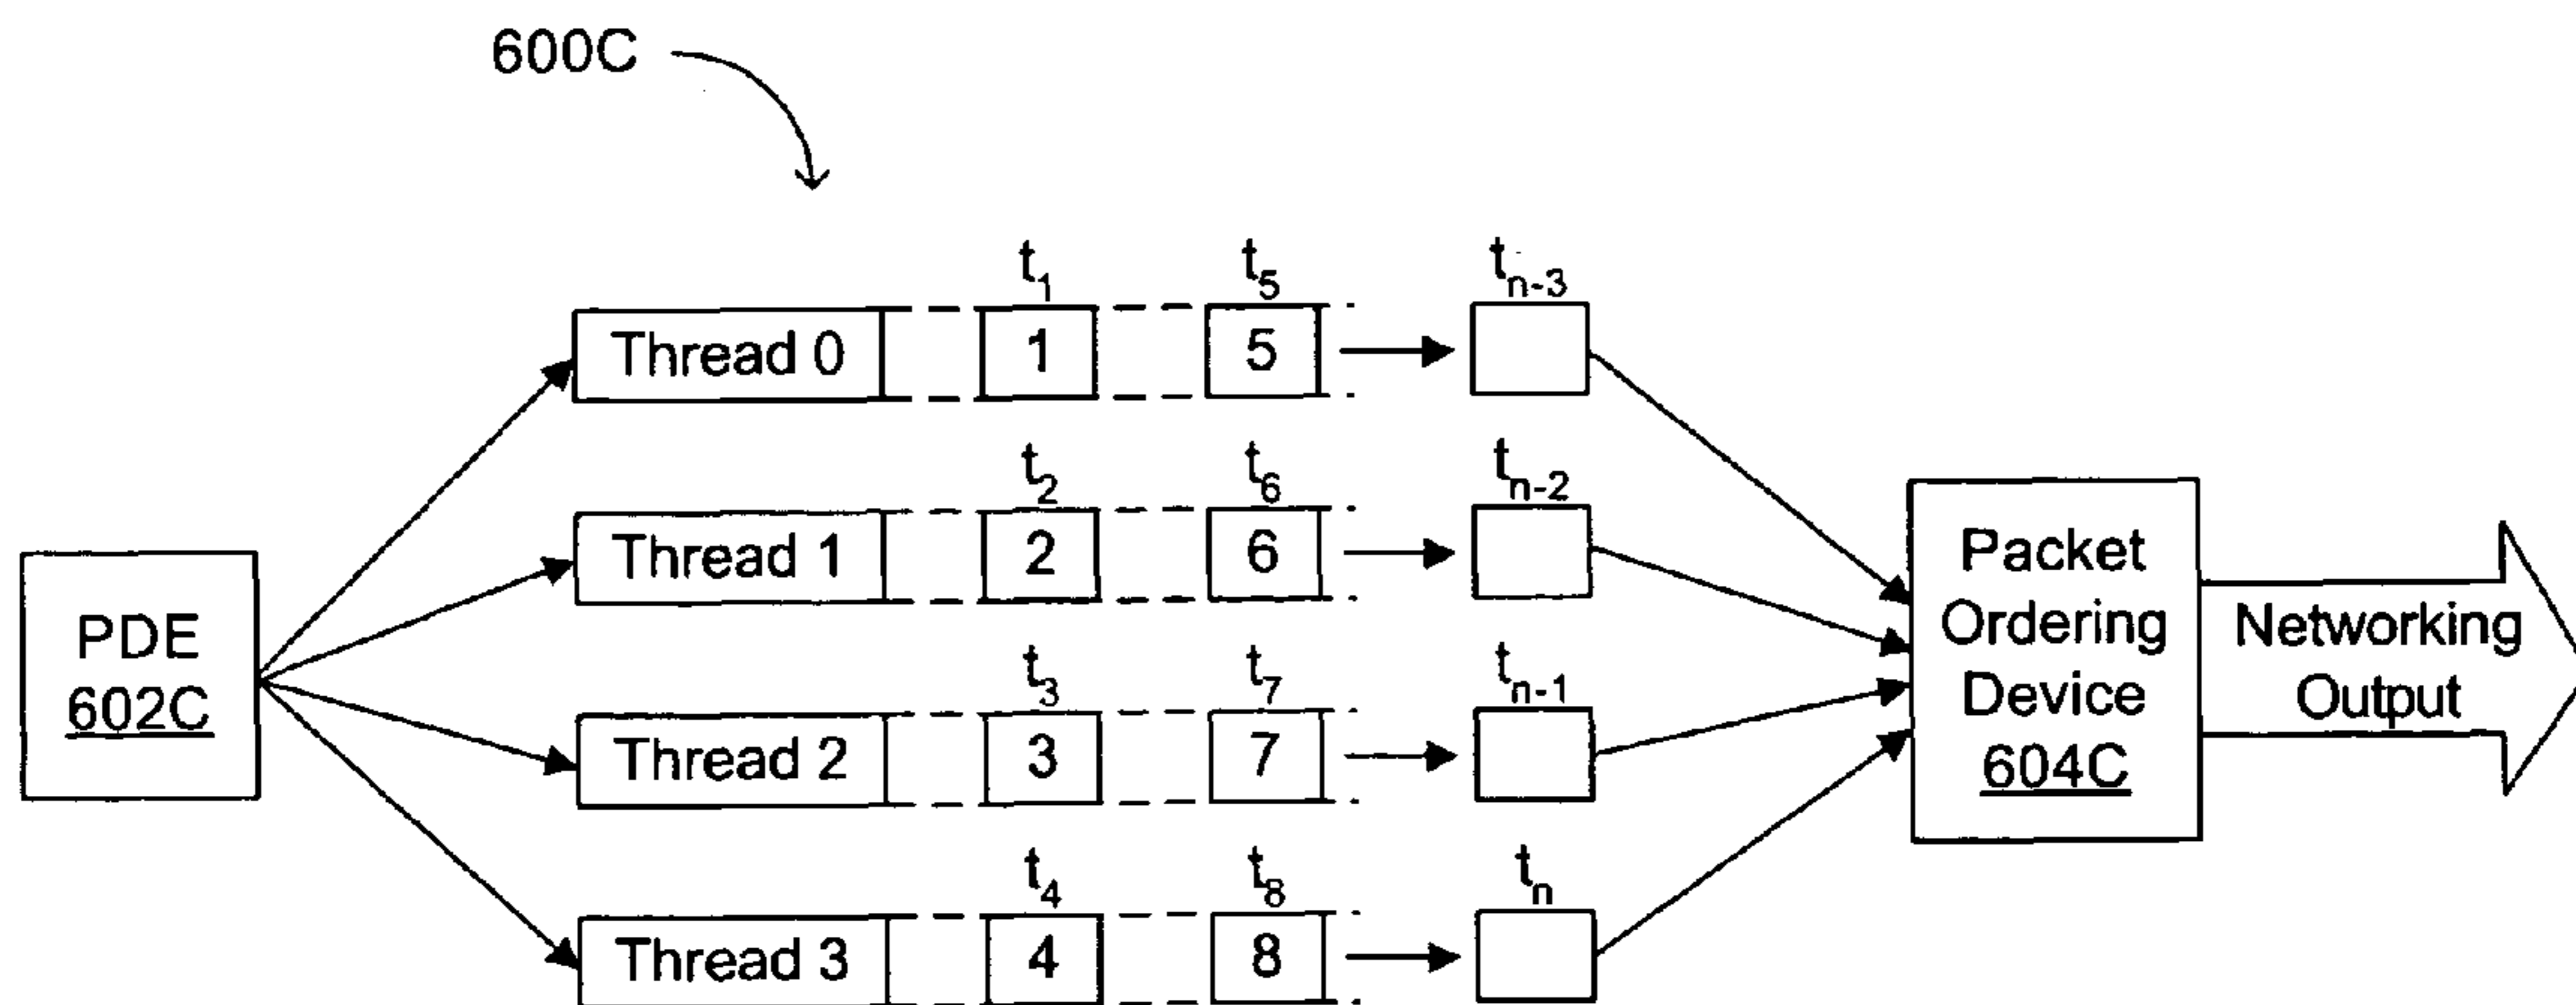 600C
t1 t5 tn-3
Thread 0 1 5
t2 t6 tn-2
Thread 1 2 6
t3 t7 tn-1
Thread 2 3 7
t4 t8 tn
Thread 3 4 8
PDE
602C
Packet
Ordering
Device
604C
Networking
Output